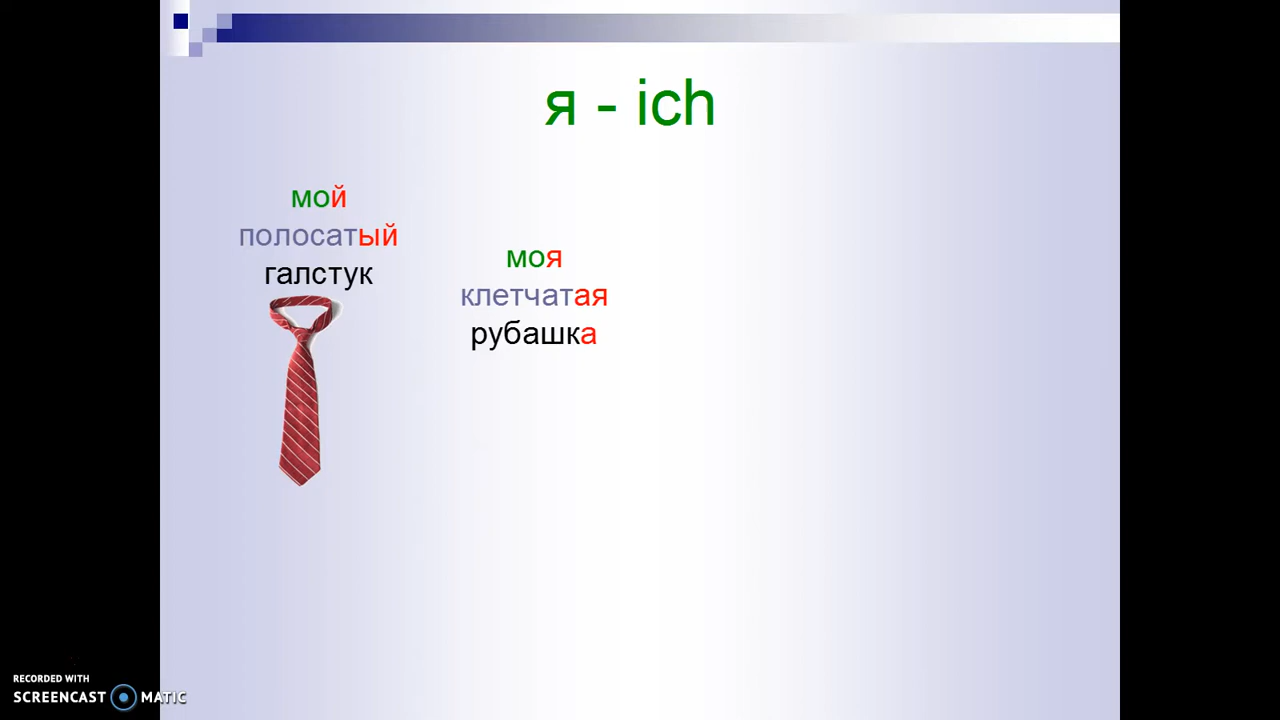 я - ich
мой
полосатый
галстук
моя
клетчатая
рубашка
RECORDED WITH
SCREENCAST MATIC